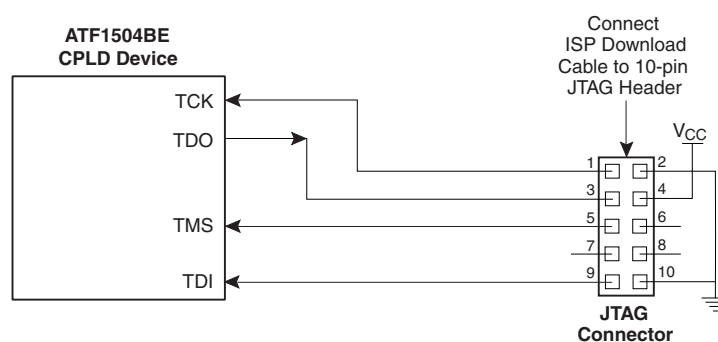 ATF1504BE
CPLD Device
Connect
ISP Download
Cable to 10-pin
JTAG Header
TCK
TDO
VCC
1 2
3 4
TMS
5 6
7 8
TDI
9 10
JTAG
Connector